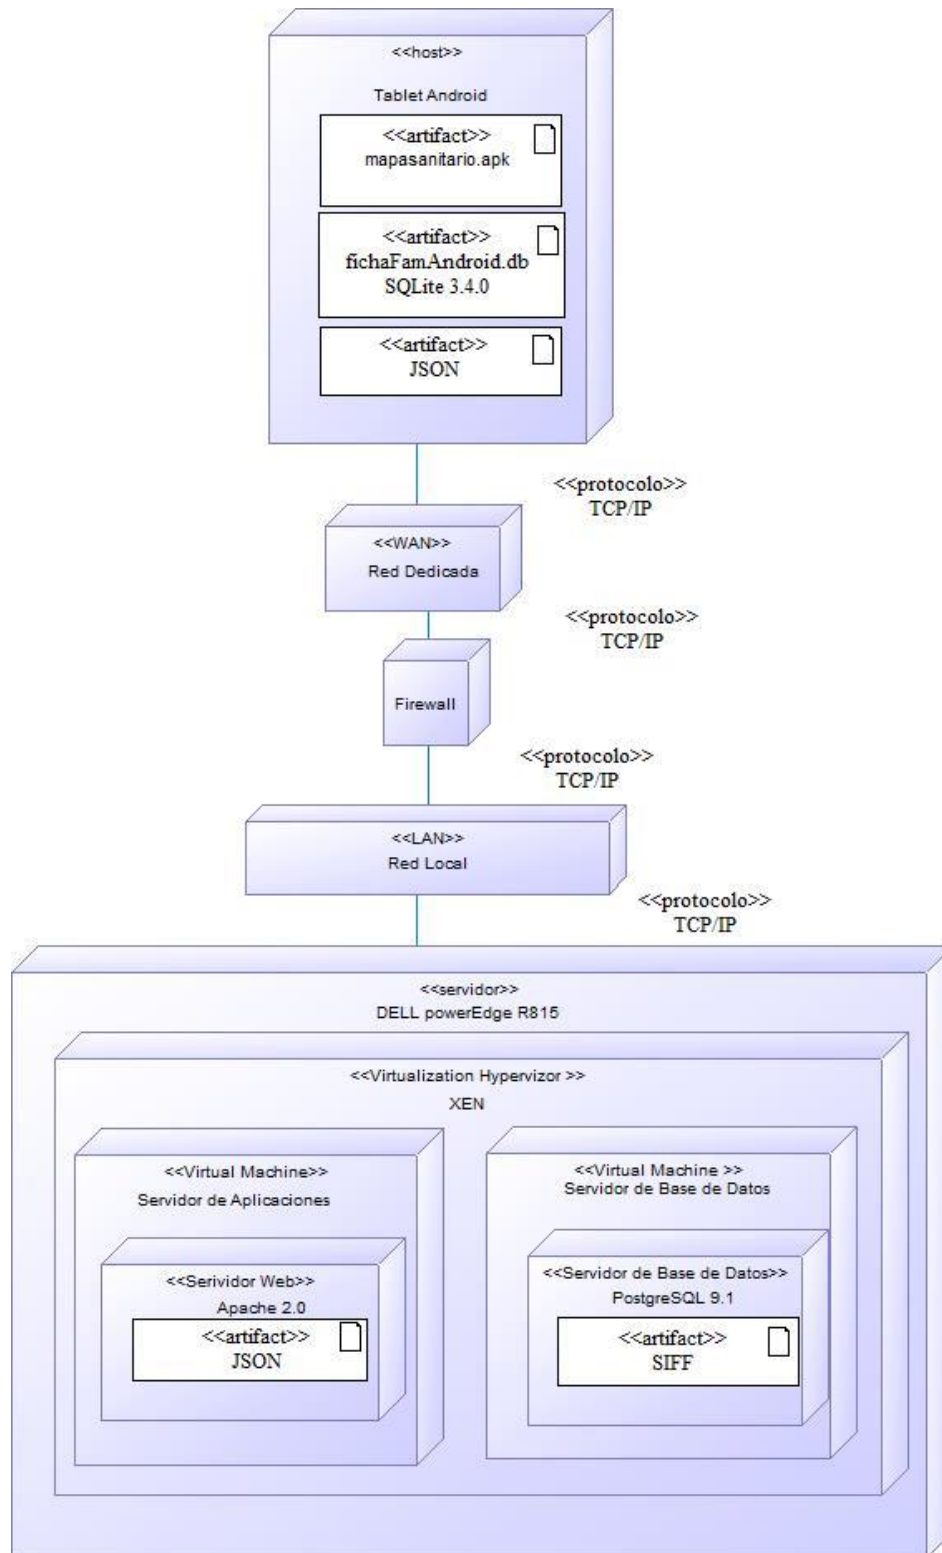 <<host>>
Tablet Android
<<artifact>>
mapasanitario.apk
<<artifact>>
fichaFamAndroid.db
SQLite 3.4.0
<<artifact>>
JSON
<<protocolo>>
TCP/IP
<<WAN>>
Red Dedicada
<<protocolo>>
TCP/IP
Firewall
<<protocolo>>
TCP/IP
<<LAN>>
Red Local
<<protocolo>>
TCP/IP
<<servidor>>
DELL powerEdge R815
<<Virtualization Hypervizor >>
XEN
<<Virtual Machine>>
Servidor de Aplicaciones
<<Serividor Web>>
Apache 2.0
<<artifact>>
JSON
<<Virtual Machine >>
Servidor de Base de Datos
<<Servidor de Base de Datos>>
PostgreSQL 9.1
<<artifact>>
SIFF